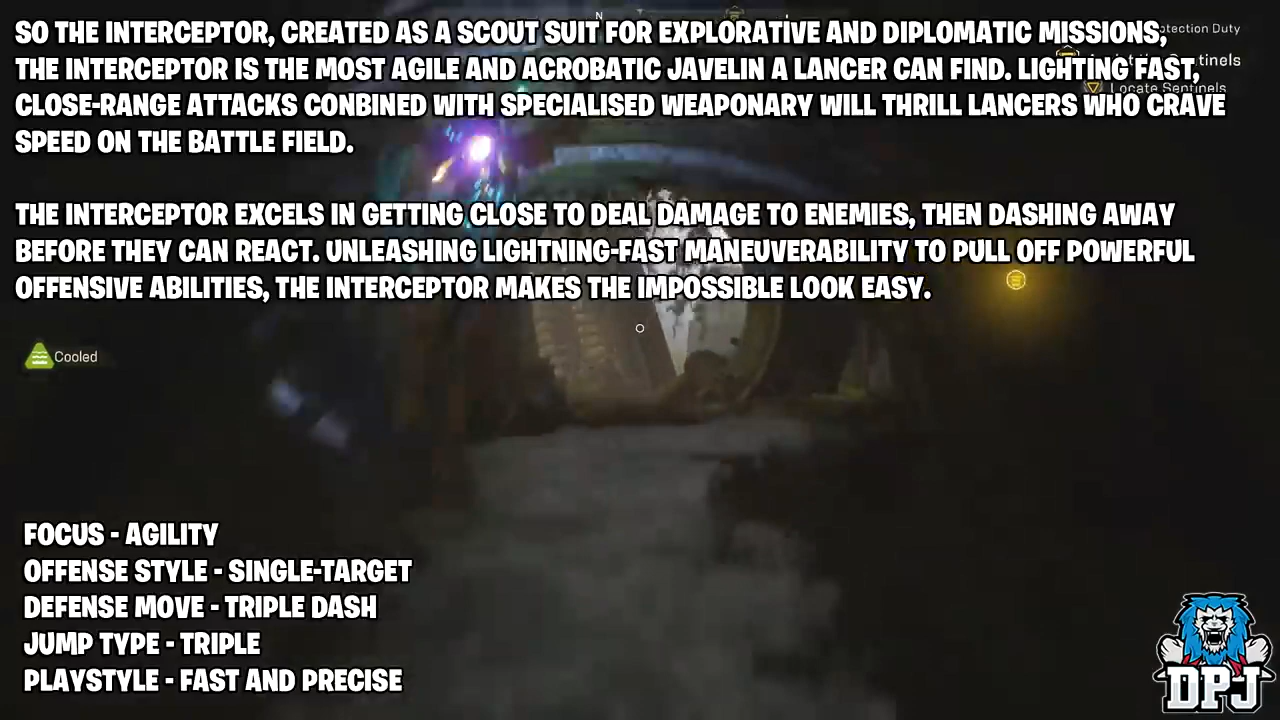 N
SO THE INTERCEPTOR, CREATED AS A SCOUT SUIT FOR EXPLORATIVE AND DIPLOMATIC MISSIONS,
THE INTERCEPTOR IS THE MOST AGILE AND ACROBATIC JAVELIN A LANCER CAN FIND. LIGHTING FAST,
CLOSE-RANGE ATTACKS CONBINED WITH SPECIALISED WEAPONARY WILL THRILL LANCERS WHO CRAVE
SPEED ON THE BATTLE FIELD.
Duty
Sentinels
Locate Sentinels
THE INTERCEPTOR EXCELS IN GETTING CLOSE TO DEAL DAMAGE TO ENEMIES, THEN DASHING AWAY
BEFORE THEY CAN REACT. UNLEASHING LIGHTNING-FAST MANEUVERABILITY TO PULL OFF POWERFUL
OFFENSIVE ABILITIES, THE INTERCEPTOR MAKES THE IMPOSSIBLE LOOK EASY.
Cooled
FOCUS - AGILITY
OFFENSE STYLE - SINGLE-TARGET
DEFENSE MOVE - TRIPLE DASH
JUMP TYPE - TRIPLE
PLAYSTYLE - FAST AND PRECISE
DPJ